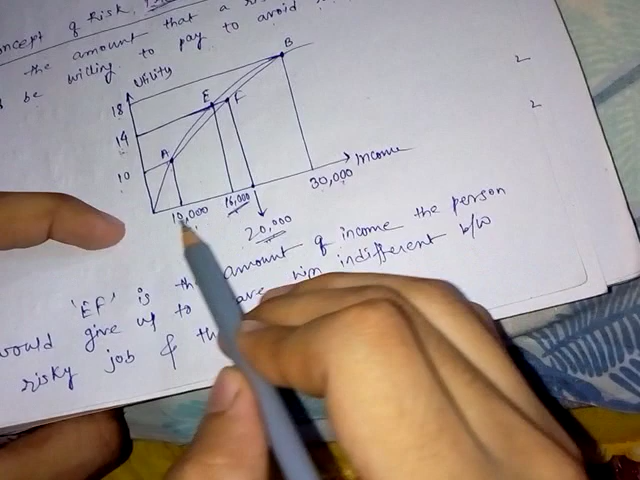 oncept of Risk
the amount that a
be willing to pay to avoid
Utility
18
14
10
A
E
F
B
Income
10,000
16,000
20,000
30,000
'EF' is the amount of income the person
would give up to indifferent b/w
risky job &